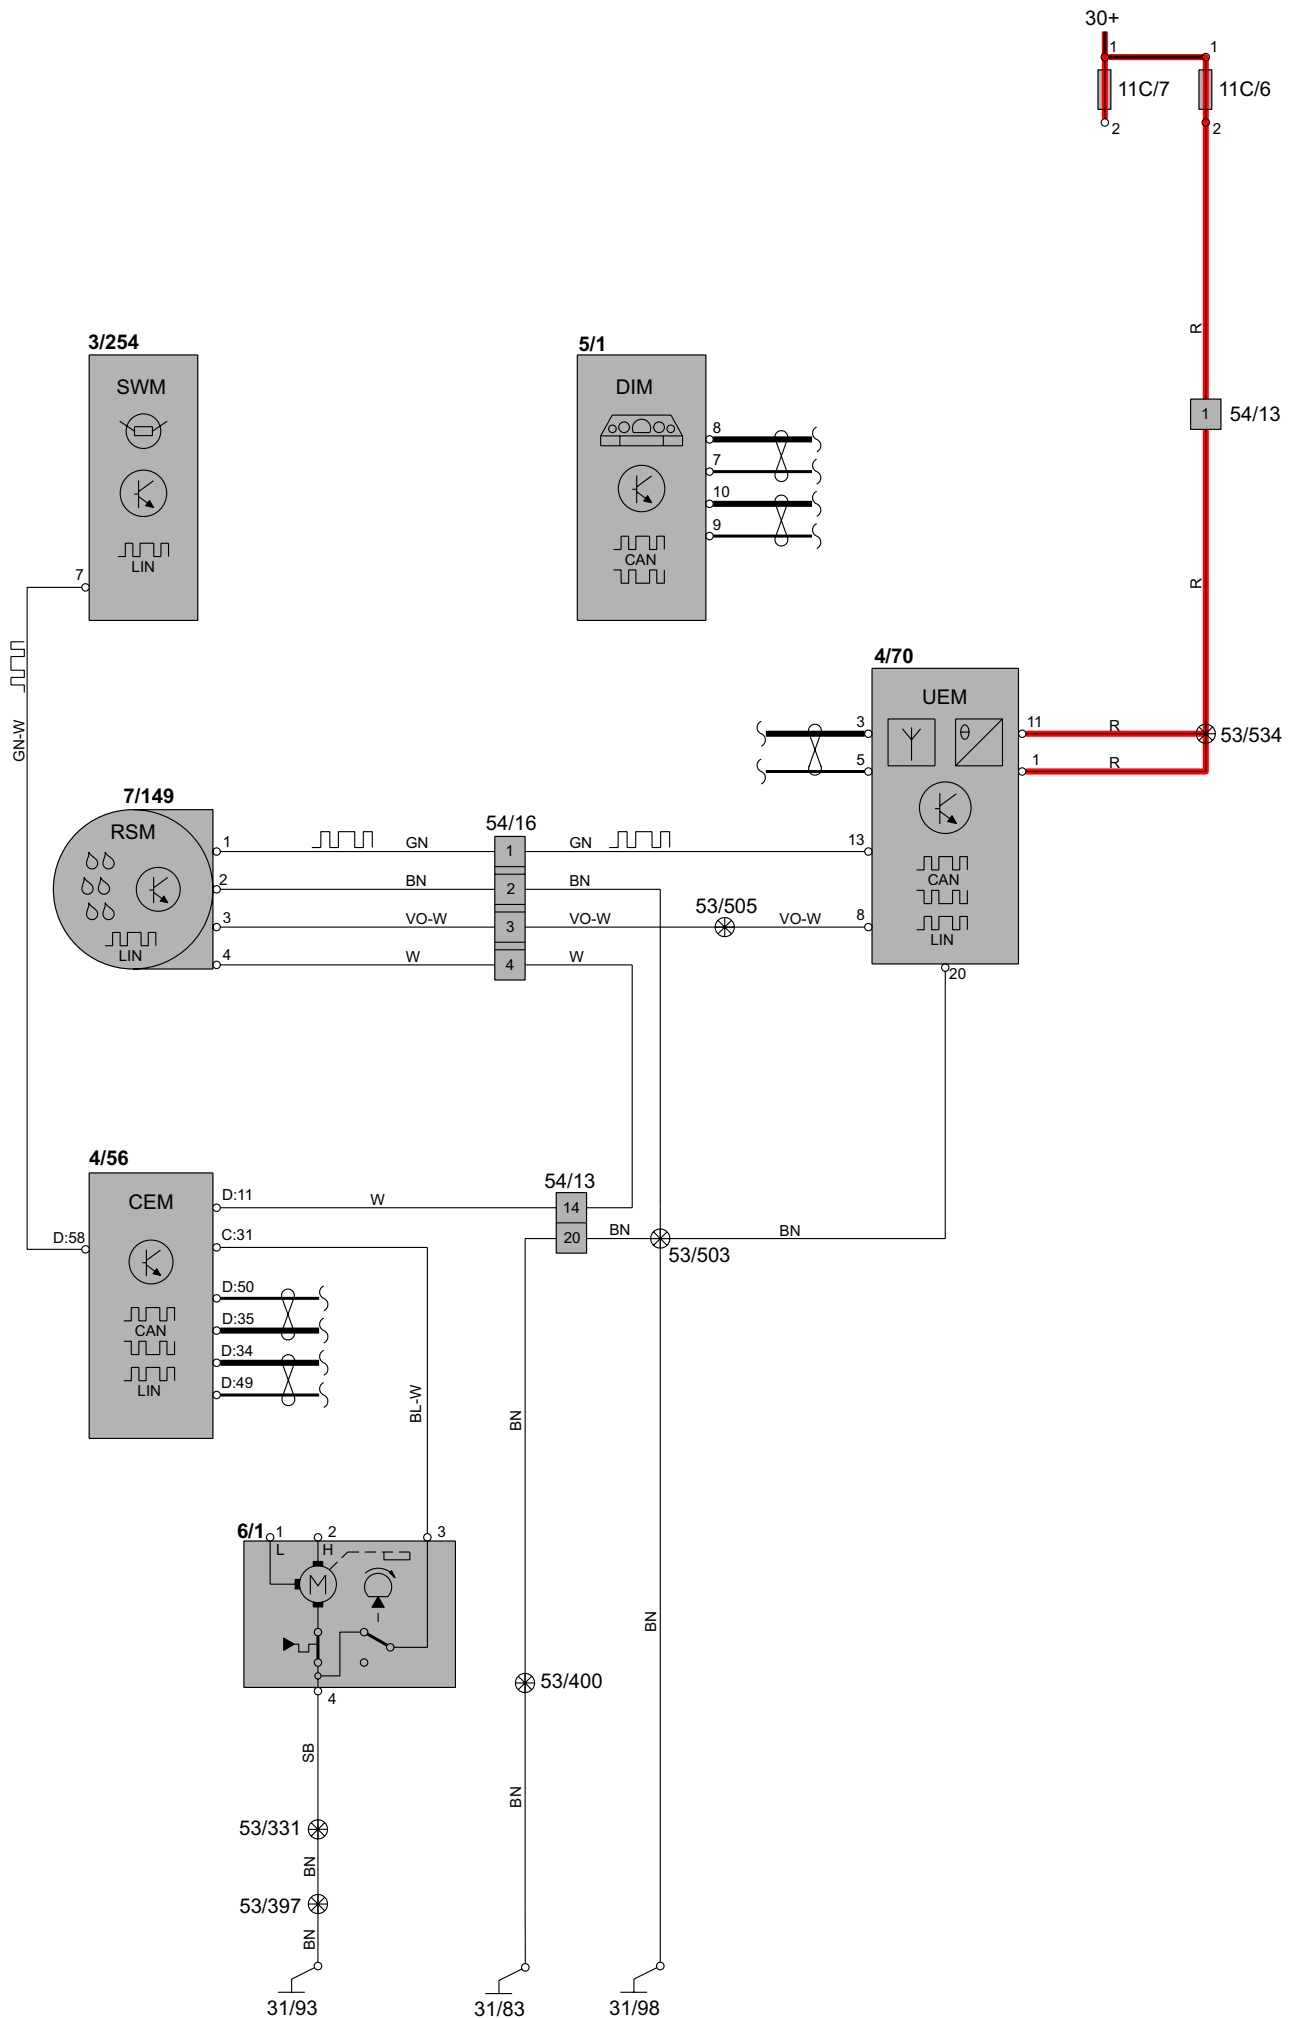 30+
1
1
11C/7
11C/6
2
2
R
3/254
5/1
SWM
DIM
1
54/13
8
7
10
9
CAN
LIN
7
R
4/70
UEM
GN-W
3
11
R
53/534
5
1
R
7/149
RSM
54/16
1
GN
1
GN
13
2
BN
2
BN
CAN
53/505
3
VO-W
3
VO-W
VO-W
8
LIN
LIN
4
W
4
W
20
4/56
CEM
54/13
D:11
W
14
D:58
C:31
20
BN
BN
53/503
D:50
D:35
CAN
D:34
D:49
LIN
BL-W
BN
6/1
1
2
3
L
H
M
BN
53/400
4
SB
BN
53/331
BN
53/397
BN
31/93
31/83
31/98